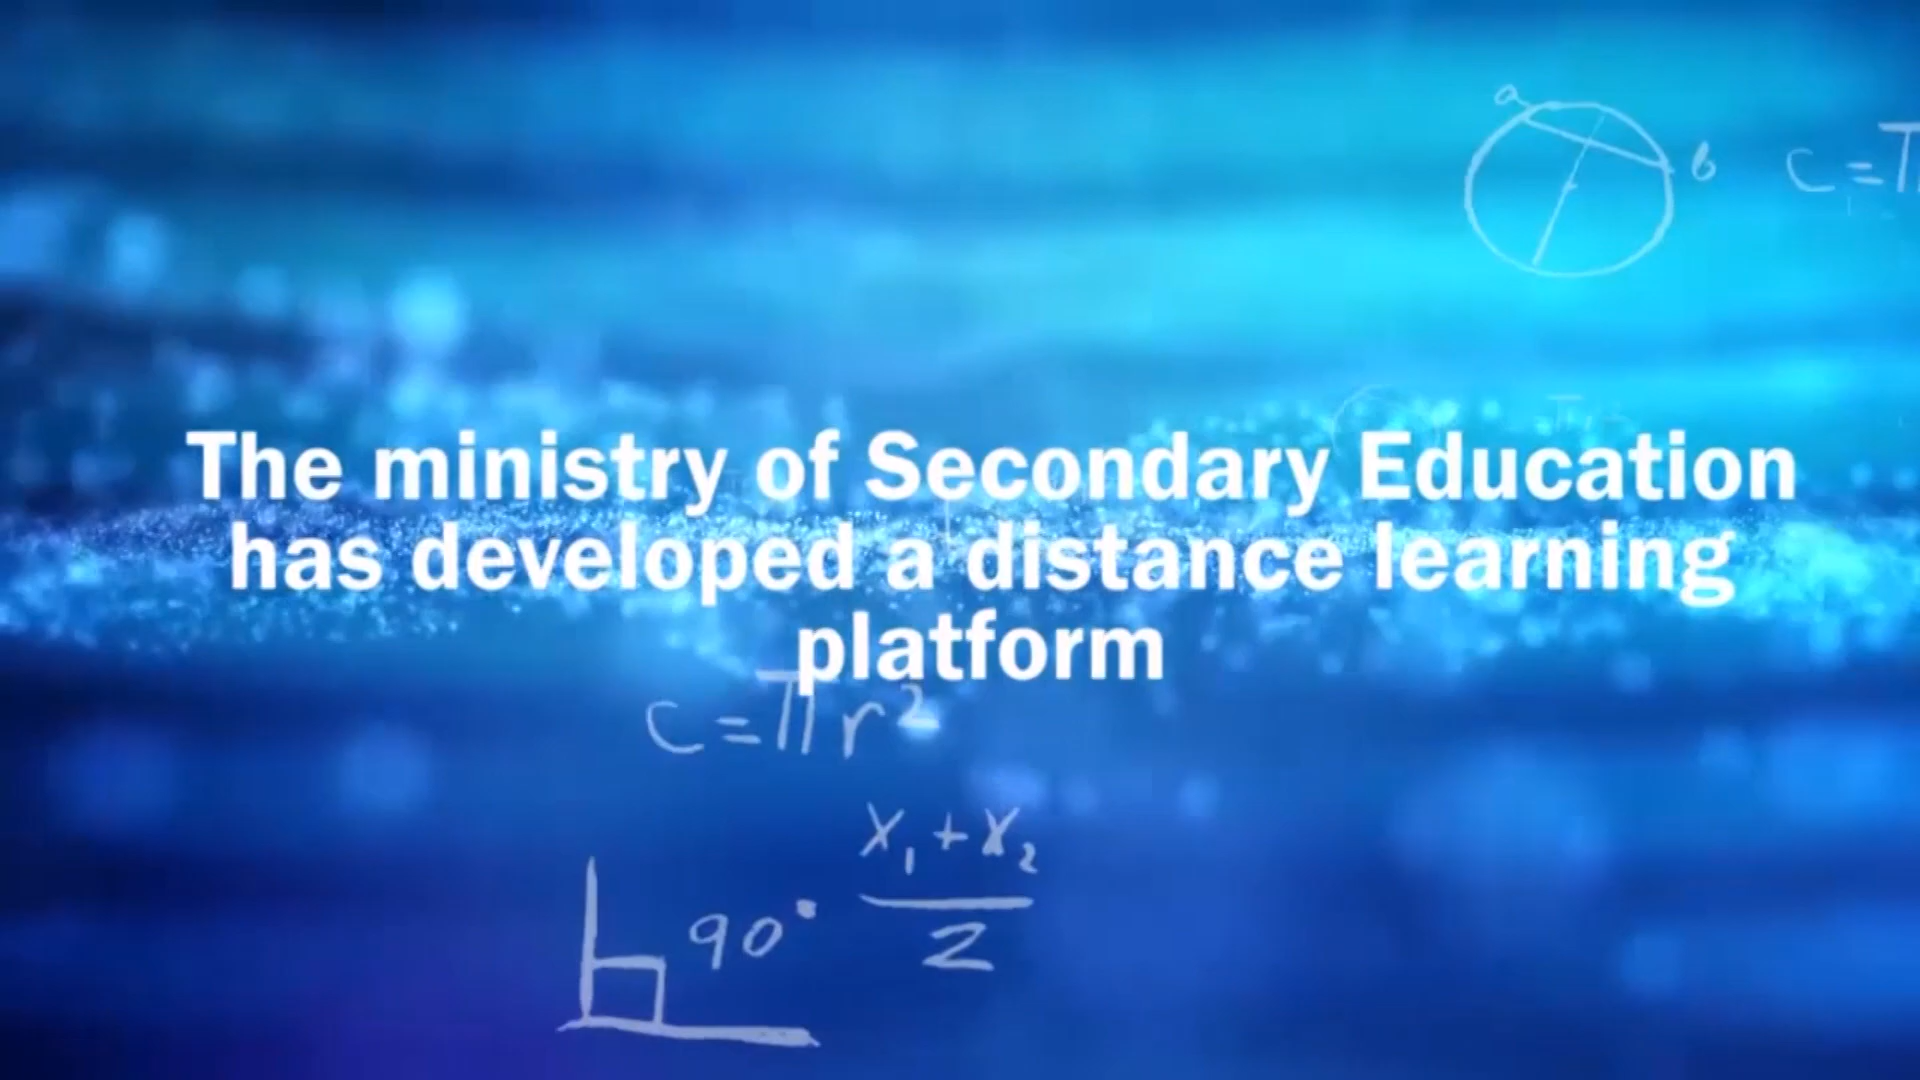 a
b c = π
The ministry of Secondary Education
has developed a distance learning
platform
c = πr²
x₁ + x₂
90° 2